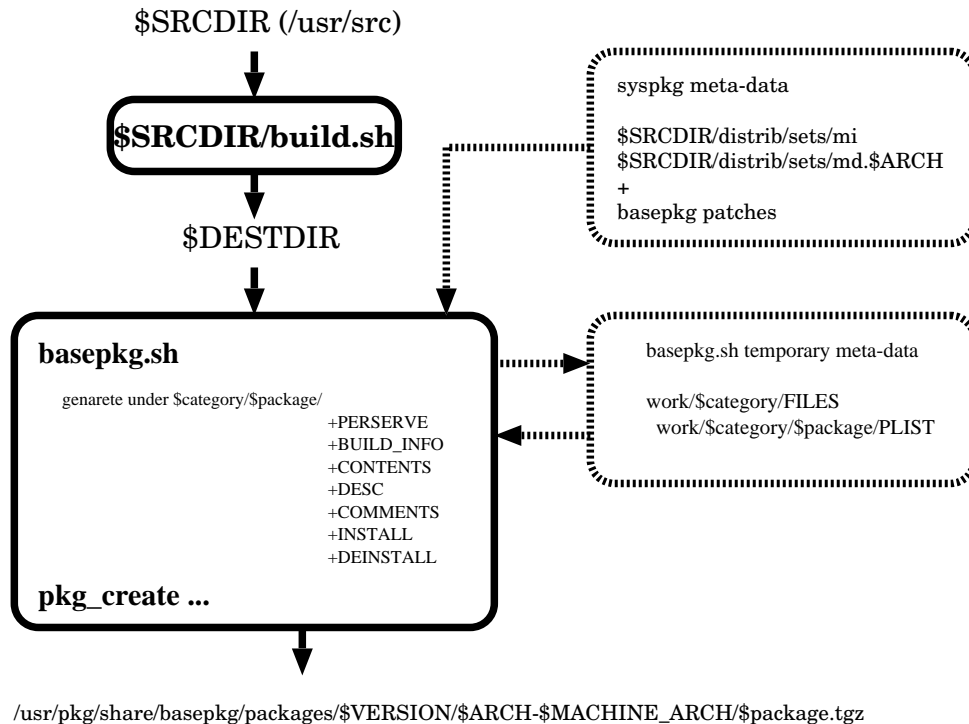 $SRCDIR (/usr/src)
$SRCDIR/build.sh
$DESTDIR
syspkg meta-data
$SRCDIR/distrib/sets/mi
$SRCDIR/distrib/sets/md.$ARCH
+
basepkg patches
basepkg.sh
genarete under $category/$package/
+PERSERVE
+BUILD_INFO
+CONTENTS
+DESC
+COMMENTS
+INSTALL
+DEINSTALL
pkg_create ...
basepkg.sh temporary meta-data
work/$category/FILES
work/$category/$package/PLIST
/usr/pkg/share/basepkg/packages/$VERSION/$ARCH-$MACHINE_ARCH/$package.tgz